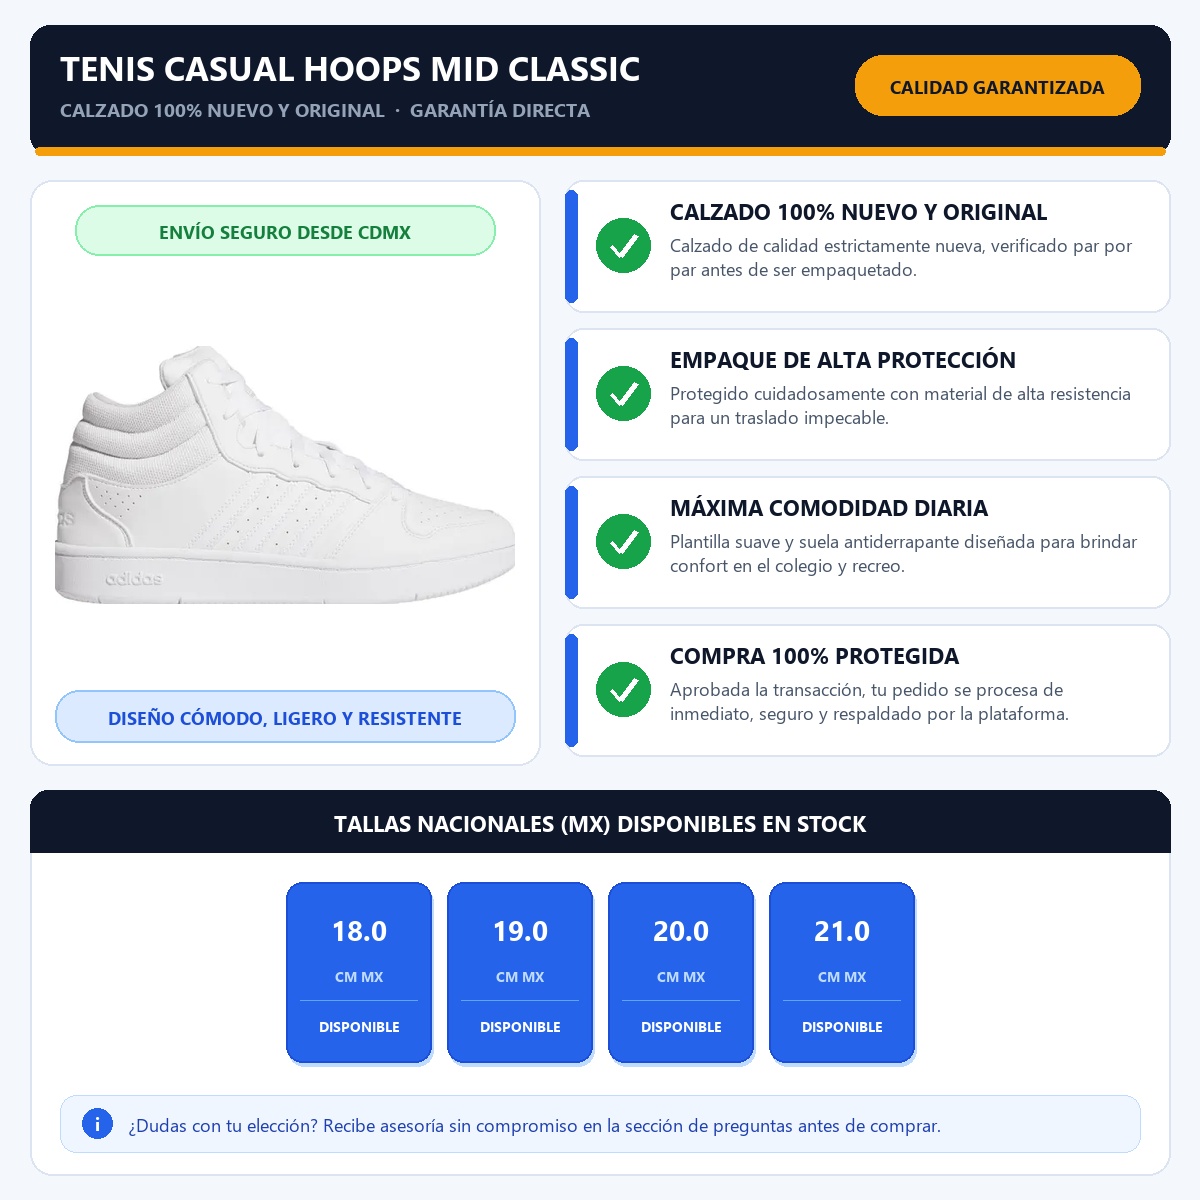 TENIS CASUAL HOOPS MID CLASSIC
CALZADO 100% NUEVO Y ORIGINAL · GARANTÍA DIRECTA
CALIDAD GARANTIZADA
ENVÍO SEGURO DESDE CDMX
adidas
DISEÑO CÓMODO, LIGERO Y RESISTENTE
CALZADO 100% NUEVO Y ORIGINAL
Calzado de calidad estrictamente nueva, verificado par por
par antes de ser empaquetado.
EMPAQUE DE ALTA PROTECCIÓN
Protegido cuidadosamente con material de alta resistencia
para un traslado impecable.
MÁXIMA COMODIDAD DIARIA
Plantilla suave y suela antiderrapante diseñada para brindar
confort en el colegio y recreo.
COMPRA 100% PROTEGIDA
Aprobada la transacción, tu pedido se procesa de
inmediato, seguro y respaldado por la plataforma.
TALLAS NACIONALES (MX) DISPONIBLES EN STOCK
18.0
CM MX
DISPONIBLE
19.0
CM MX
DISPONIBLE
20.0
CM MX
DISPONIBLE
21.0
CM MX
DISPONIBLE
¿Dudas con tu elección? Recibe asesoría sin compromiso en la sección de preguntas antes de comprar.